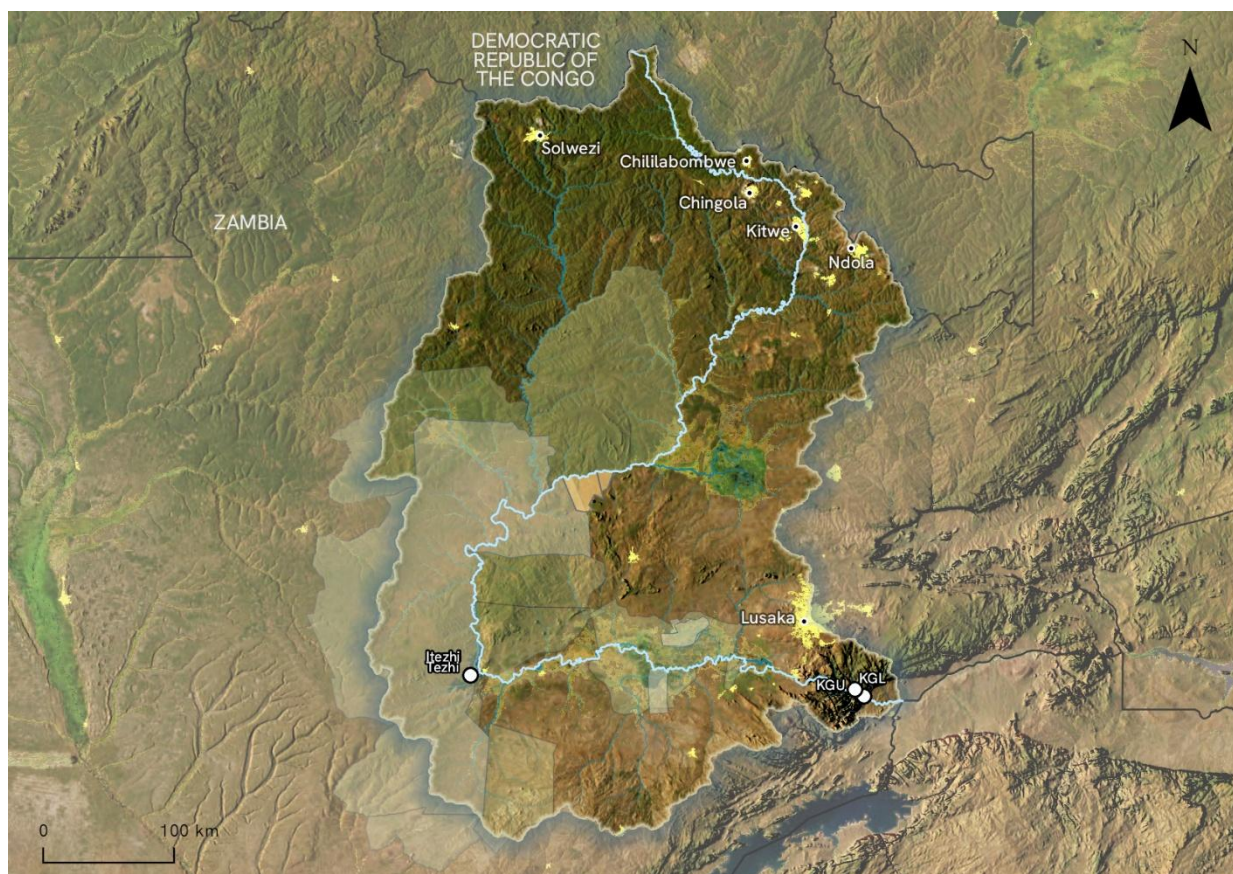 DEMOCRATIC
REPUBLIC OF
THE CONGO
N
Solwezi
Chililabombwe
Chingola
ZAMBIA
Kitwe
Ndola
Lusaka
Itezhi
Tezhi
KGU
KGL
0 100 km